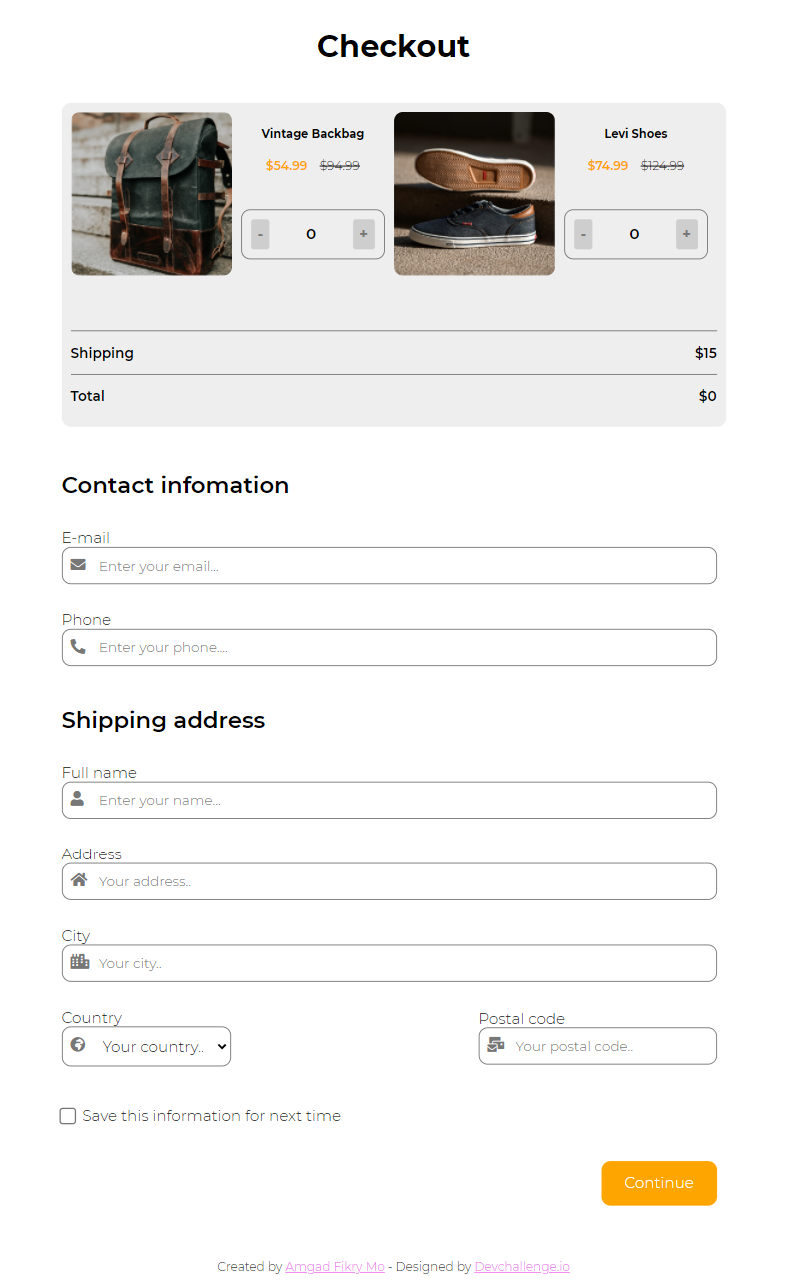 Checkout
Vintage Backbag
$54.99 $94.99
- 0 +
Levi Shoes
$74.99 $124.99
- 0 +
Shipping $15
Total $0
Contact infomation
E-mail
Enter your email...
Phone
Enter your phone....
Shipping address
Full name
Enter your name...
Address
Your address..
City
Your city..
Country
Your country..
Postal code
Your postal code..
Save this information for next time
Continue
Created by Amgad Fikry Mo - Designed by Devchallenge.io